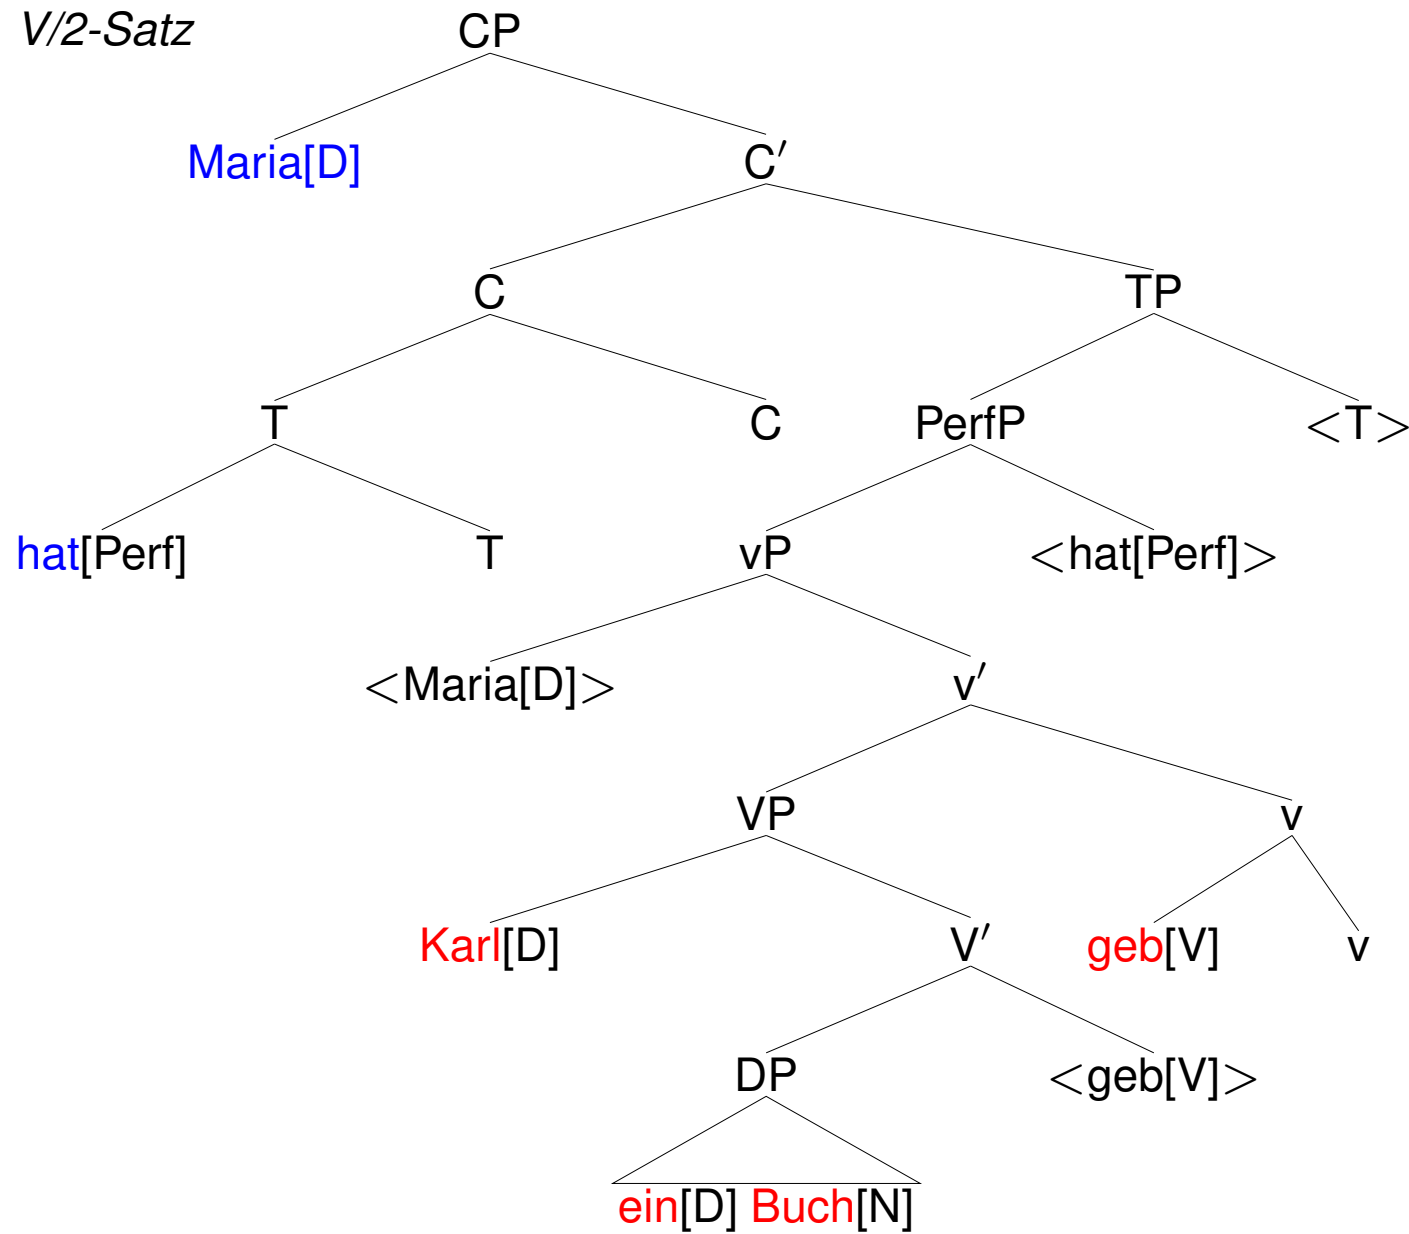 V/2-Satz CP
Maria[D] C′
C TP
T C PerfP <T>
hat[Perf] T vP <hat[Perf]>
<Maria[D]> v′
VP v
Karl[D] V′ geb[V] v
DP <geb[V]>
ein[D] Buch[N]